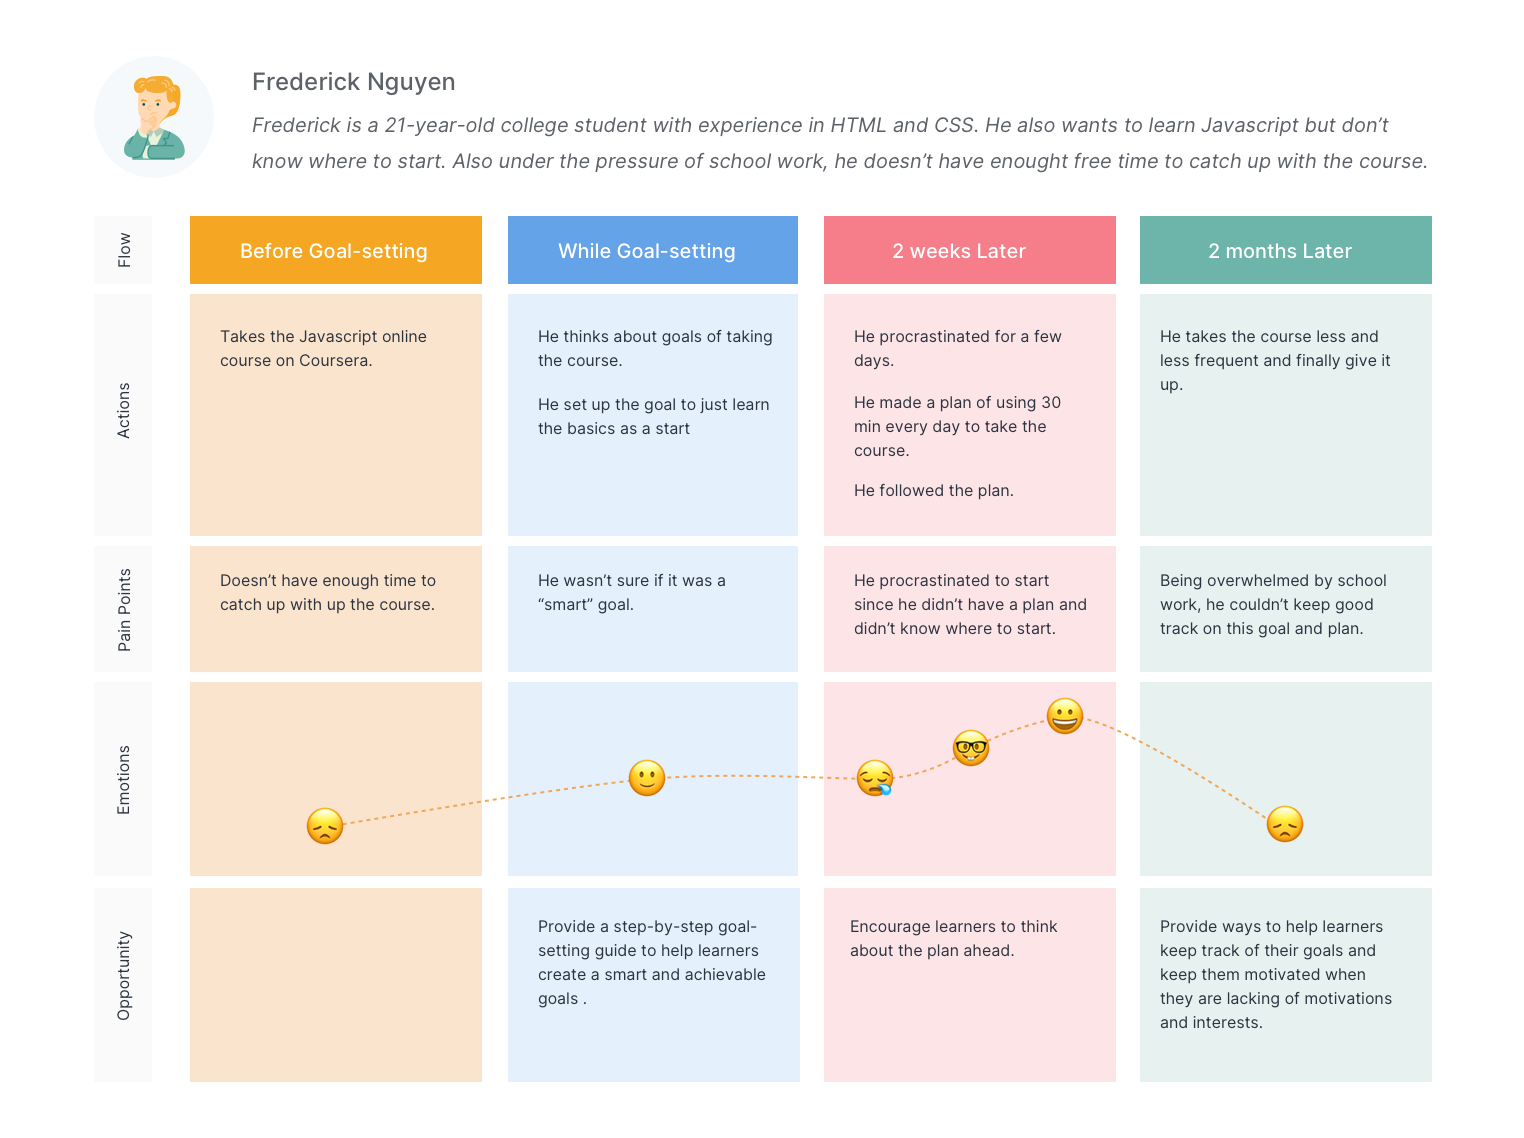 Frederick Nguyen
Frederick is a 21-year-old college student with experience in HTML and CSS. He also wants to learn Javascript but don’t
know where to start. Also under the pressure of school work, he doesn’t have enought free time to catch up with the course.
Flow
Before Goal-setting
While Goal-setting
2 weeks Later
2 months Later
Actions
Takes the Javascript online
course on Coursera.
He thinks about goals of taking
the course.
He set up the goal to just learn
the basics as a start
He procrastinated for a few
days.
He made a plan of using 30
min every day to take the
course.
He followed the plan.
He takes the course less and
less frequent and finally give it
up.
Pain Points
Doesn’t have enough time to
catch up with up the course.
He wasn’t sure if it was a
“smart” goal.
He procrastinated to start
since he didn’t have a plan and
didn’t know where to start.
Being overwhelmed by school
work, he couldn’t keep good
track on this goal and plan.
Emotions
Opportunity
Provide a step-by-step goal-
setting guide to help learners
create a smart and achievable
goals .
Encourage learners to think
about the plan ahead.
Provide ways to help learners
keep track of their goals and
keep them motivated when
they are lacking of motivations
and interests.